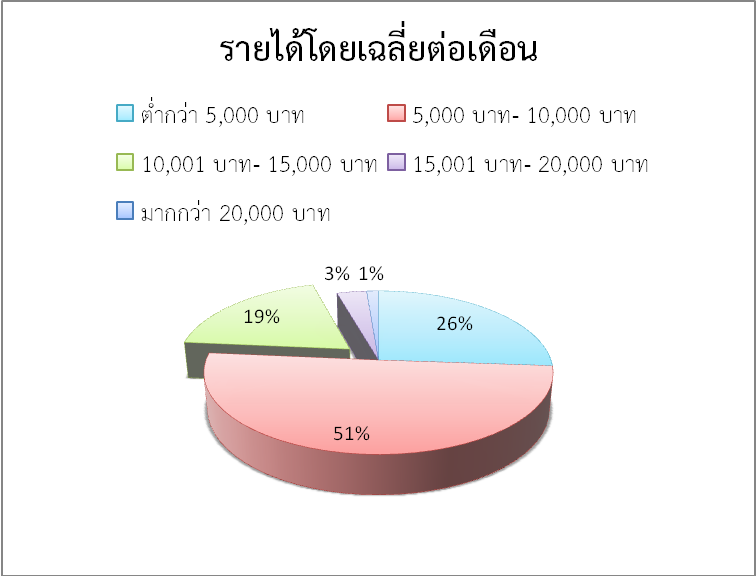 รายได้โดยเฉลี่ยต่อเดือน
ต่ำกว่า 5,000 บาท 5,000 บาท- 10,000 บาท
10,001 บาท- 15,000 บาท 15,001 บาท- 20,000 บาท
มากกว่า 20,000 บาท
3% 1%
19% 26%
51%